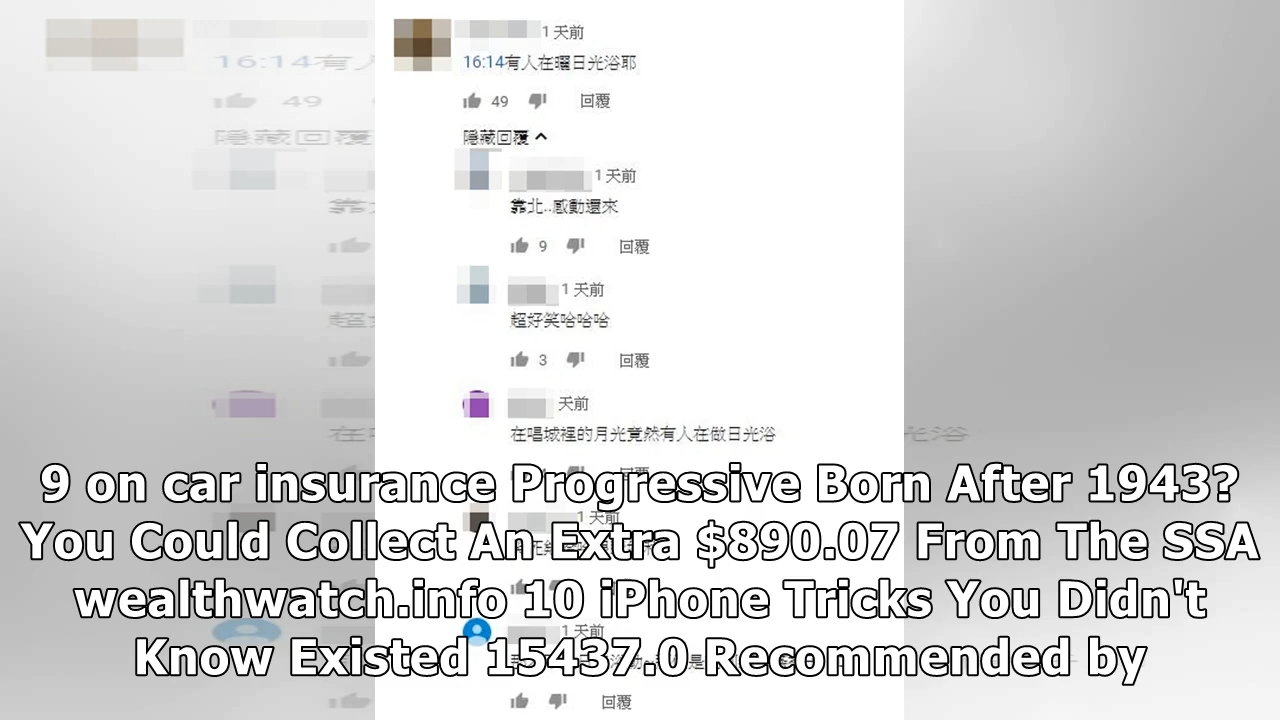 1 天前
16:14有人在曬日光浴耶
49 回覆
隱藏回覆
1 天前
靠北..感動還來
9 回覆
1 天前
超好笑哈哈哈
3 回覆
天前
在唱城裡的月光竟然有人在做日光浴
回覆
1 天前
1 天前
回覆
9 on car insurance Progressive Born After 1943?
You Could Collect An Extra $890.07 From The SSA
wealthwatch.info 10 iPhone Tricks You Didn't
Know Existed 15437.0 Recommended by